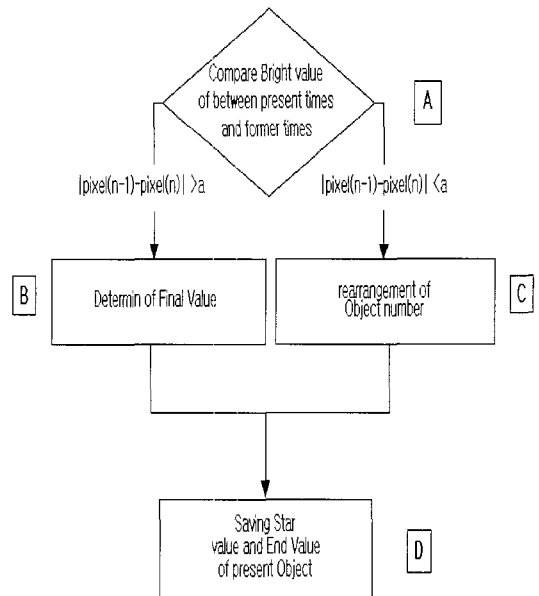 Compare Bright value
of between present times
and former times
A
|pixel(n-1)-pixel(n)| >a
|pixel(n-1)-pixel(n)| <a
B
Determin of Final Value
rearrangement of
Object number
C
Saving Star
value and End Value
of present Object
D